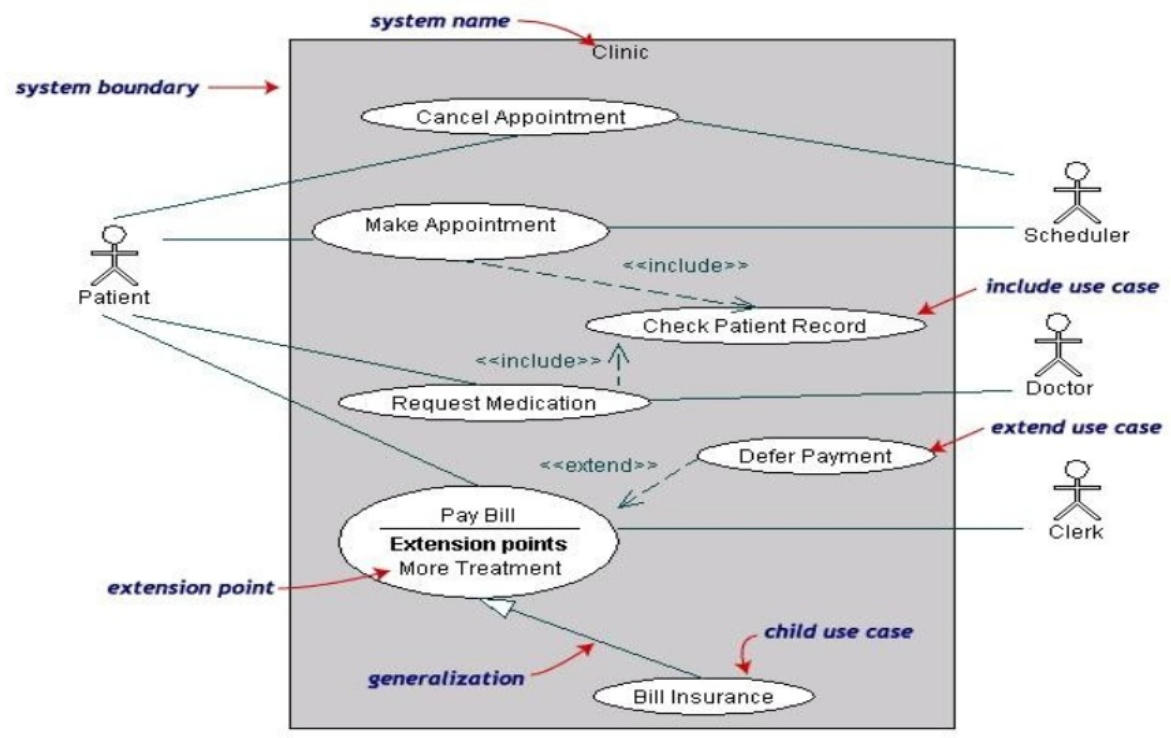 system name
Clinic
system boundary
Cancel Appointment
Make Appointment
Scheduler
Patient
<<include>>
include use case
Check Patient Record
<<include>>
Doctor
Request Medication
extend use case
Defer Payment
<<extend>>
Pay Bill
Extension points
More Treatment
Clerk
extension point
child use case
generalization
Bill Insurance